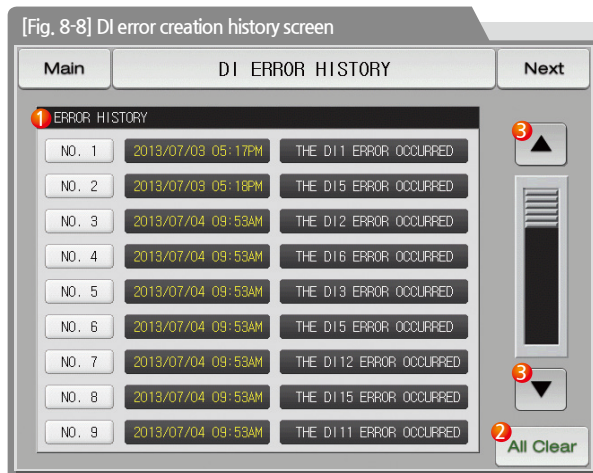 [Fig. 8-8] DI error creation history screen
Main DI ERROR HISTORY Next
1 ERROR HISTORY
3 ▲
NO. 1 2013/07/03 05:17PM THE DI1 ERROR OCCURRED
NO. 2 2013/07/03 05:18PM THE DI5 ERROR OCCURRED
NO. 3 2013/07/04 09:53AM THE DI2 ERROR OCCURRED
NO. 4 2013/07/04 09:53AM THE DI6 ERROR OCCURRED
NO. 5 2013/07/04 09:53AM THE DI3 ERROR OCCURRED
NO. 6 2013/07/04 09:53AM THE DI5 ERROR OCCURRED
NO. 7 2013/07/04 09:53AM THE DI12 ERROR OCCURRED
3 ▼
NO. 8 2013/07/04 09:53AM THE DI15 ERROR OCCURRED
NO. 9 2013/07/04 09:53AM THE DI11 ERROR OCCURRED
2 All Clear